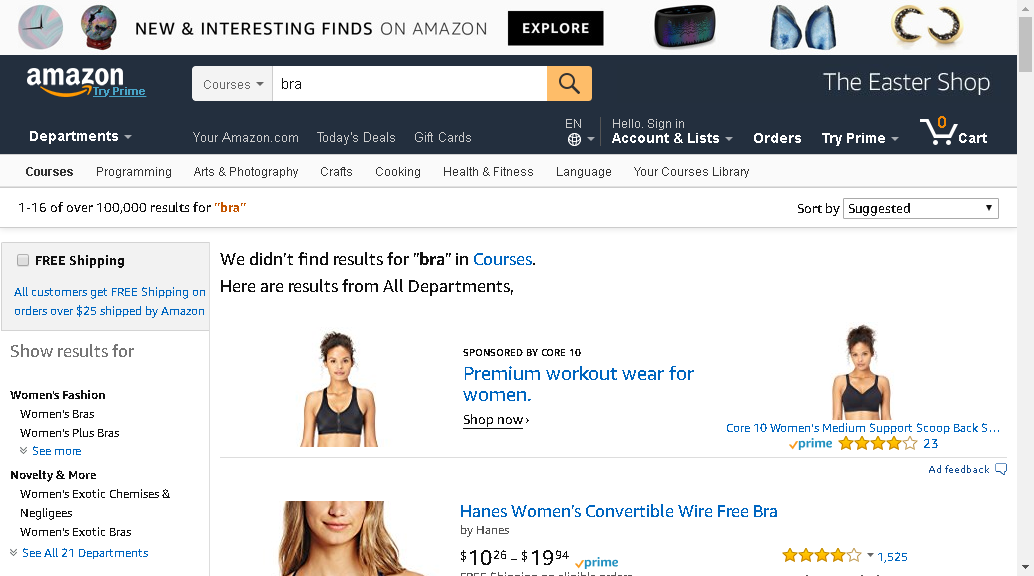 NEW & INTERESTING FINDS ON AMAZON
EXPLORE
amazon
Try Prime
Courses
bra
The Easter Shop
Departments
Your Amazon.com
Today's Deals
Gift Cards
EN
Hello. Sign in
Account & Lists
Orders
Try Prime
0
Cart
Courses
Programming
Arts & Photography
Crafts
Cooking
Health & Fitness
Language
Your Courses Library
1-16 of over 100,000 results for "bra"
Sort by Suggested
FREE Shipping
All customers get FREE Shipping on
orders over $25 shipped by Amazon
Show results for
Women's Fashion
Women's Bras
Women's Plus Bras
See more
Novelty & More
Women's Exotic Chemises &
Negligees
Women's Exotic Bras
See All 21 Departments
We didn't find results for "bra" in Courses.
Here are results from All Departments,
SPONSORED BY CORE 10
Premium workout wear for
women.
Shop now ›
Core 10 Women's Medium Support Scoop Back S...
prime 23
Ad feedback
Hanes Women's Convertible Wire Free Bra
by Hanes
$10 26 - $19 94 prime
1,525
FREE Shipping on eligible orders